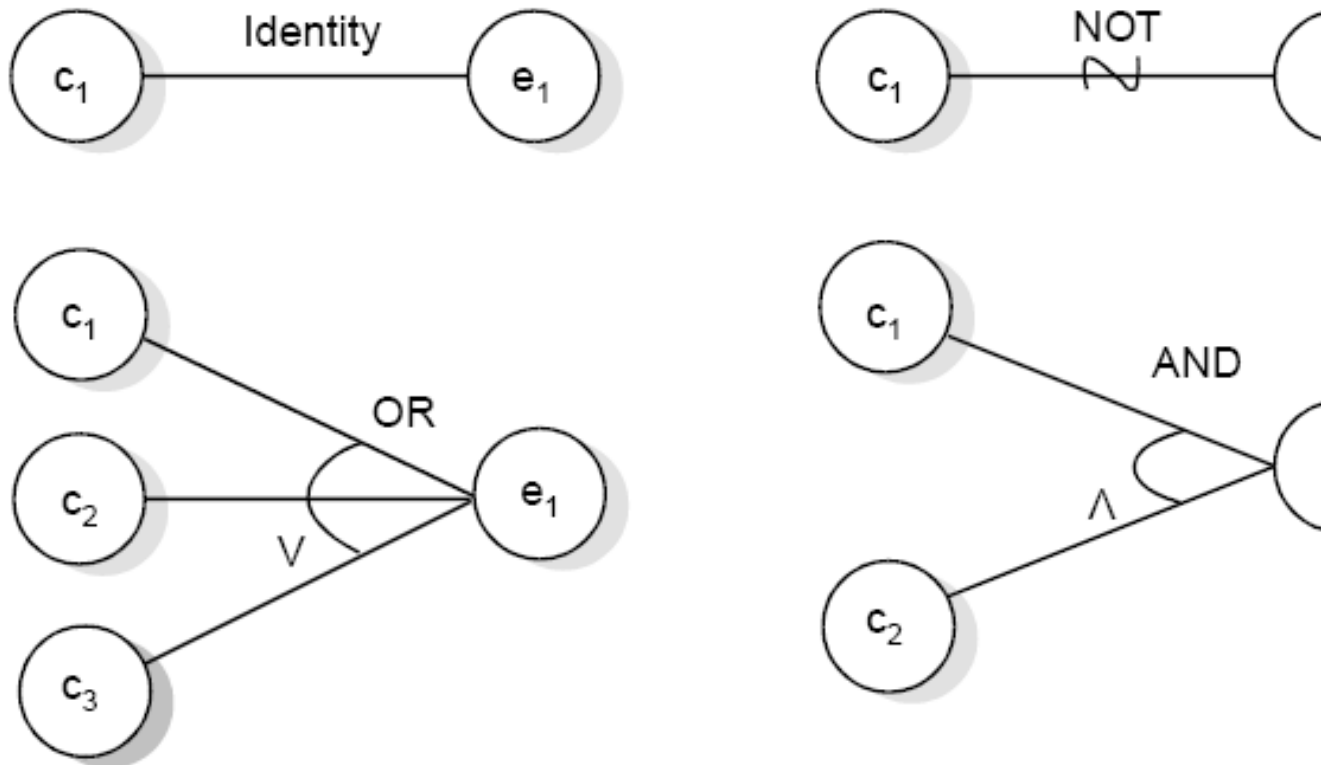 Identity
c₁ e₁
NOT
c₁
c₁
OR
c₂ e₁
V
c₃
c₁
AND
Λ
c₂